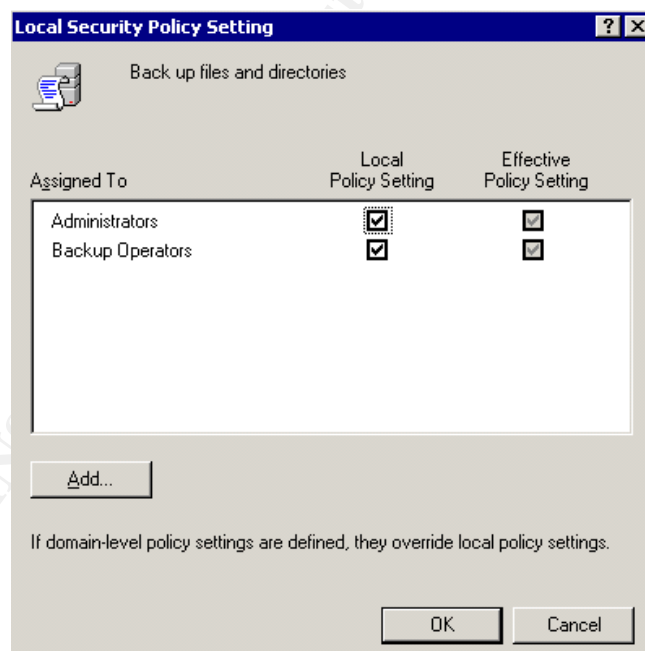 Local Security Policy Setting
Back up files and directories
Local Effective
Assigned To Policy Setting Policy Setting
Administrators
Backup Operators
Add...
If domain-level policy settings are defined, they override local policy settings.
OK Cancel